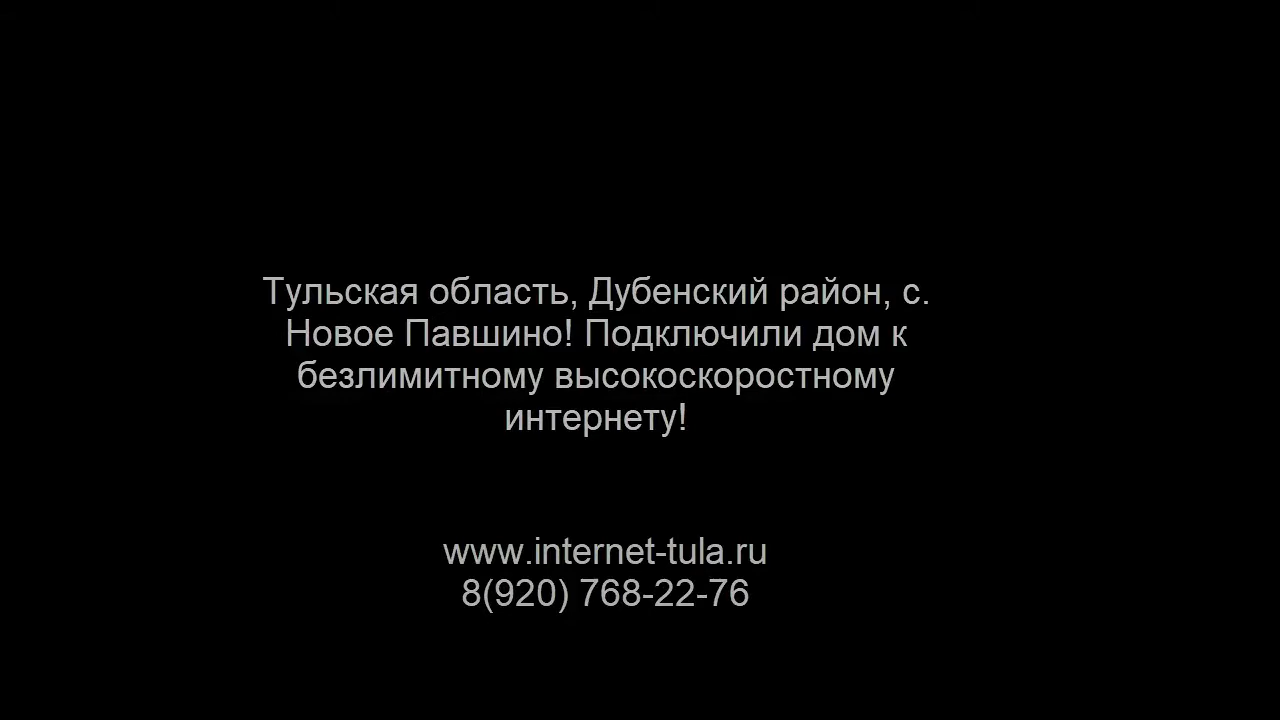 Тульская область, Дубенский район, с.
Новое Павшино! Подключили дом к
безлимитному высокоскоростному
интернету!
www.internet-tula.ru
8(920) 768-22-76